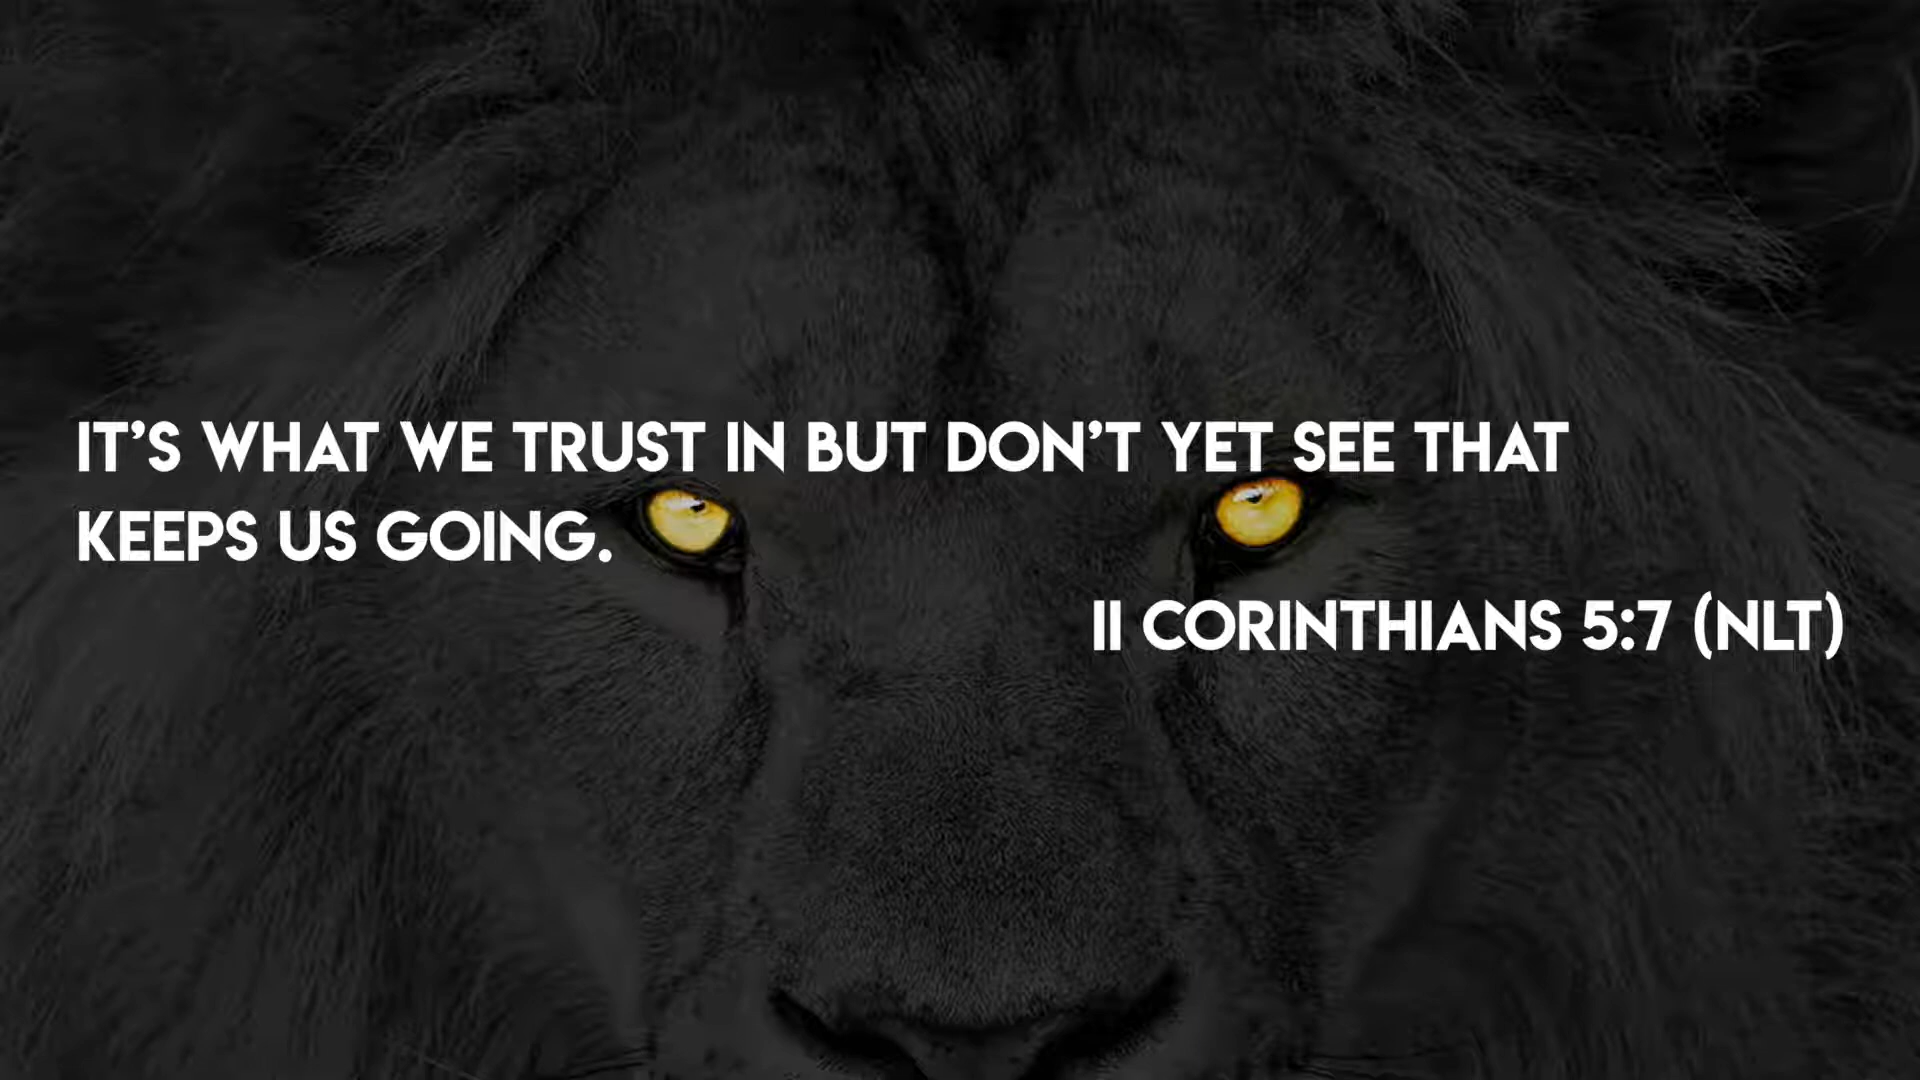 IT'S WHAT WE TRUST IN BUT DON'T YET SEE THAT
KEEPS US GOING.
II CORINTHIANS 5:7 (NLT)